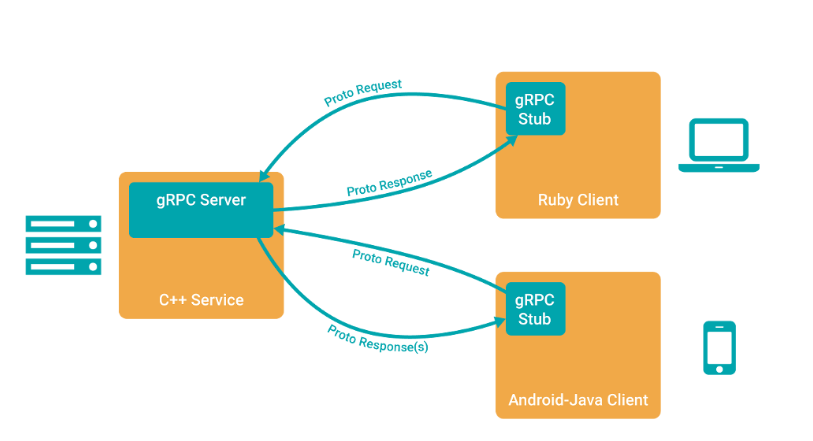 Proto Request
gRPC
Stub
Proto Response
Ruby Client
gRPC Server
C++ Service
Proto Request
gRPC
Stub
Proto Response(s)
Android-Java Client